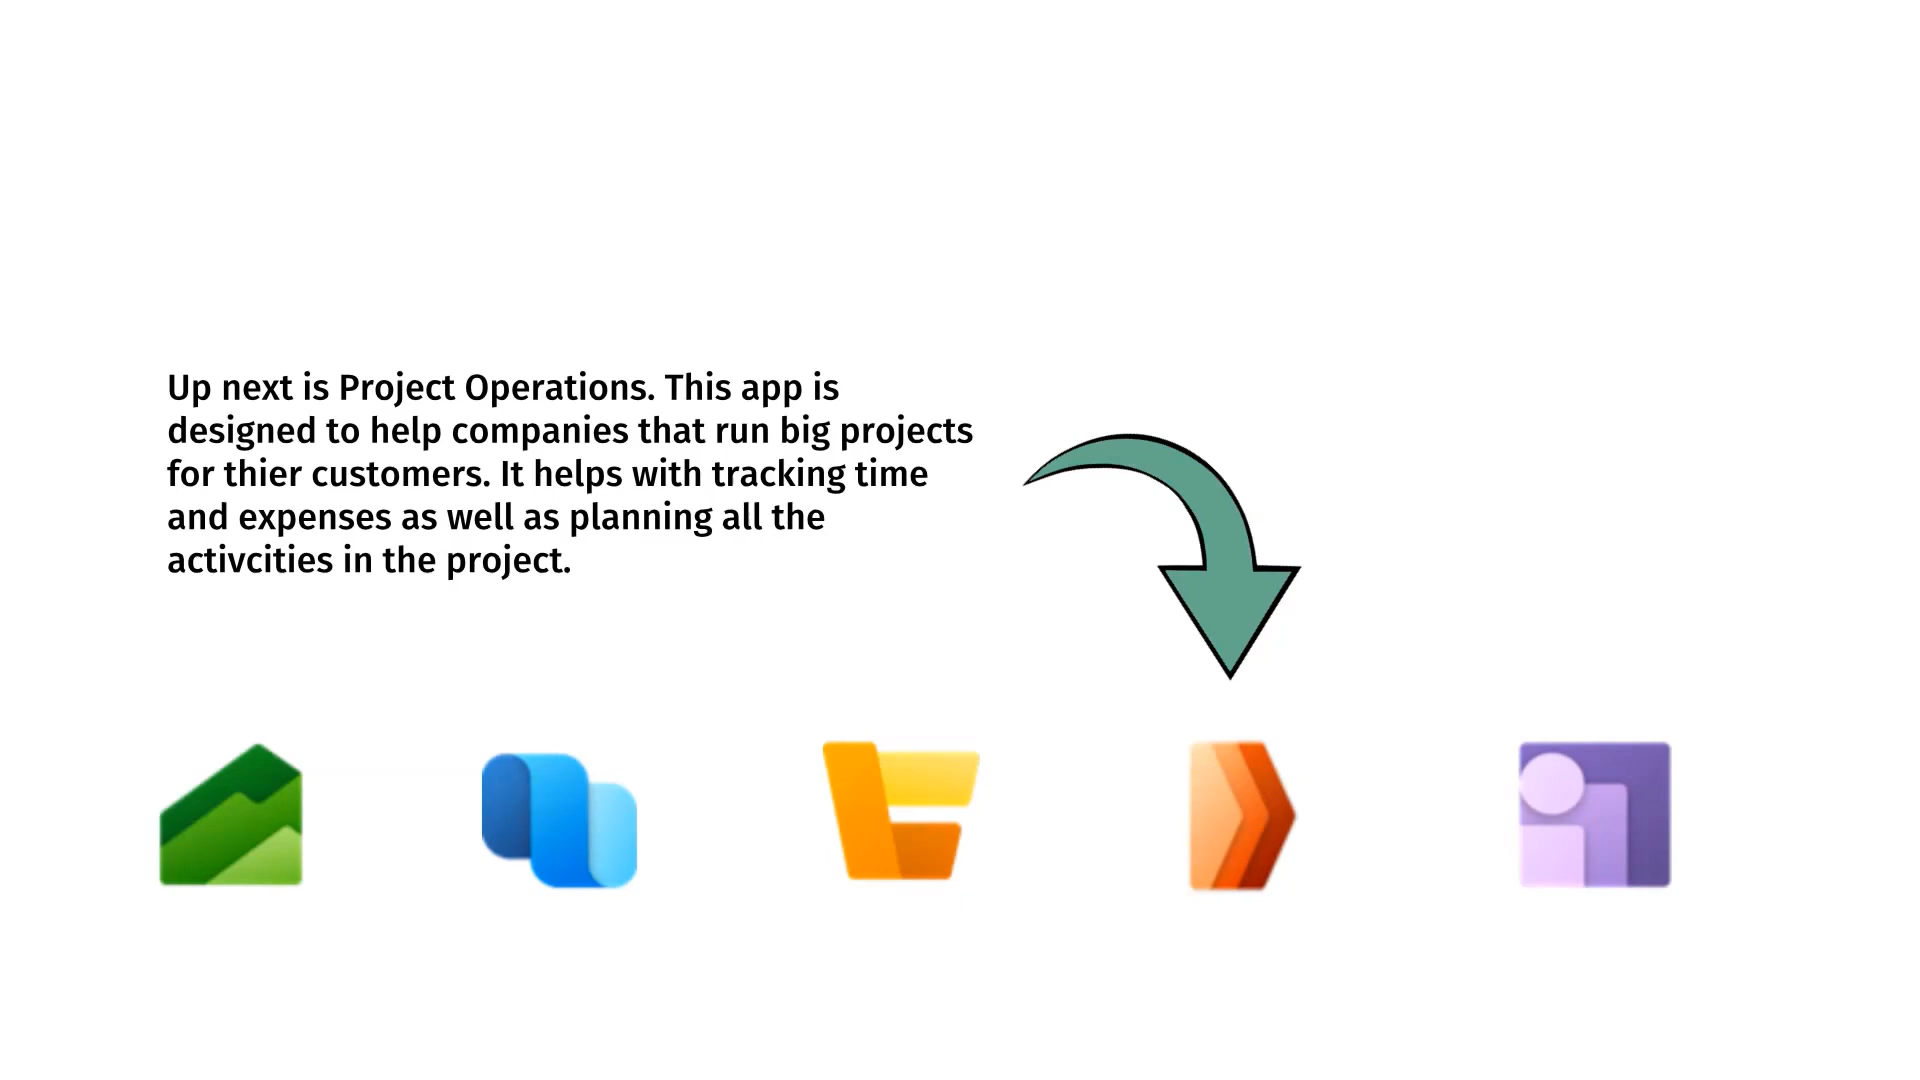 Up next is Project Operations. This app is
designed to help companies that run big projects
for thier customers. It helps with tracking time
and expenses as well as planning all the
activcities in the project.